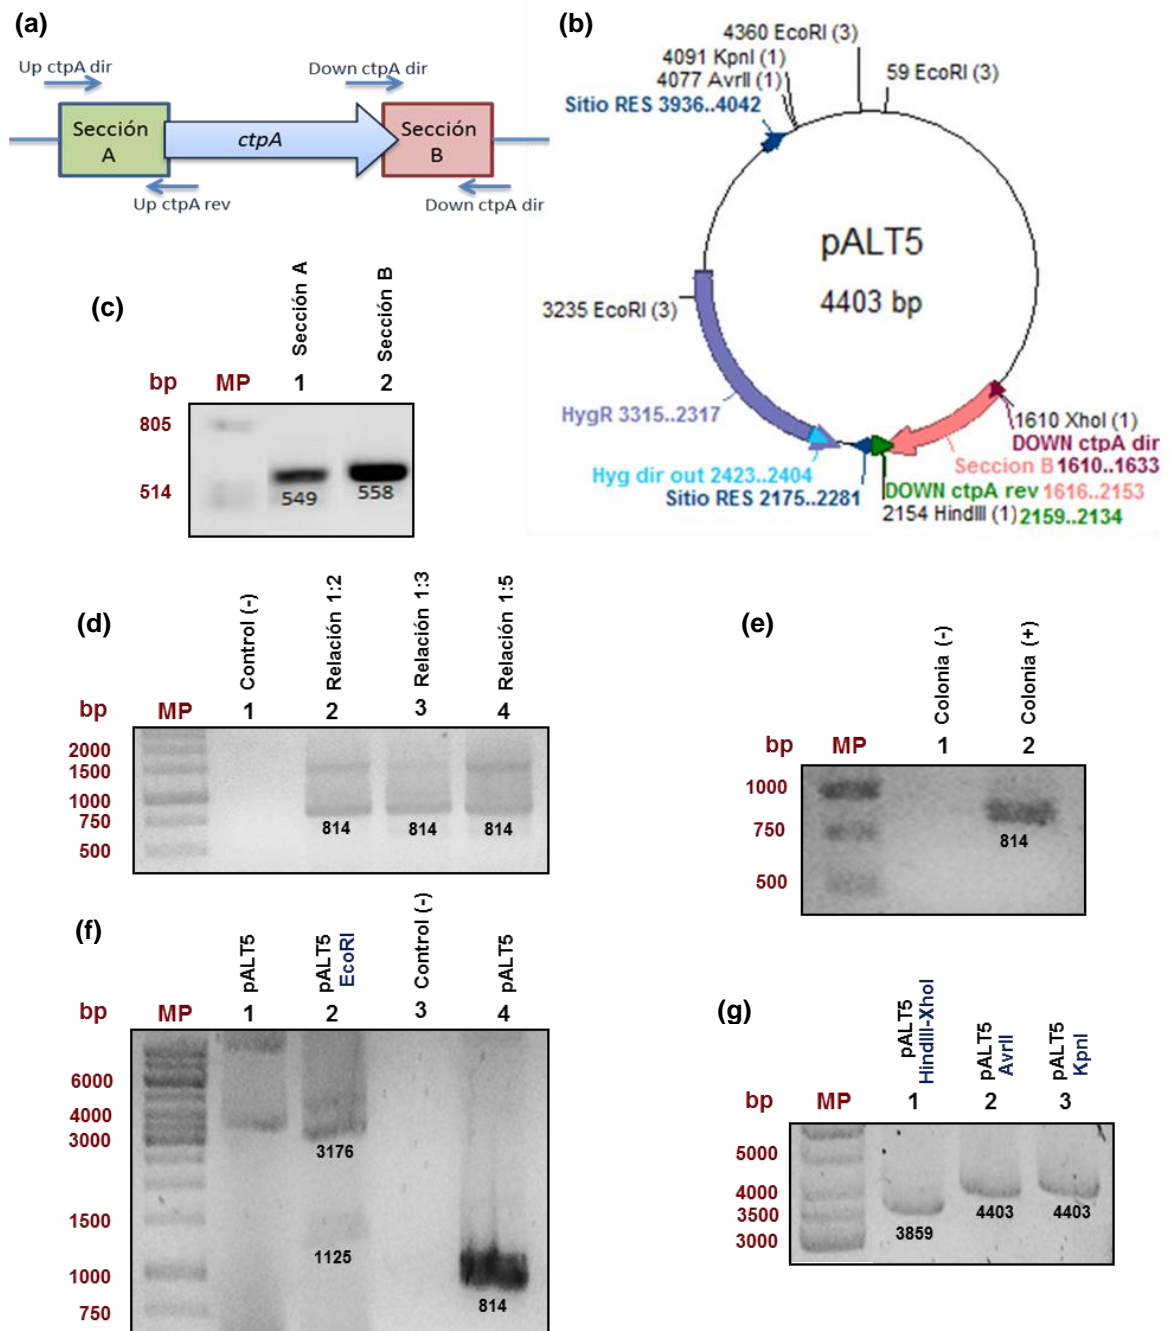 (a)
Up ctpA dir
Down ctpA dir
Sección
A
ctpA
Sección
B
Up ctpA rev
Down ctpA dir
(b)
4360 EcoRI (3)
4091 KpnI (1)
4077 AvrII (1)
59 EcoRI (3)
Sitio RES 3936..4042
pALT5
4403 bp
3235 EcoRI (3)
HygR 3315..2317
1610 XhoI (1)
DOWN ctpA dir
Seccion B 1610..1633
Hyg dir out 2423..2404
DOWN ctpA rev 1616..2153
Sitio RES 2175..2281
2154 HindIII (1) 2159..2134
(c)
Sección A
Sección B
bp MP 1 2
805
514
549
558
(d)
Control (-)
Relación 1:2
Relación 1:3
Relación 1:5
bp MP 1 2 3 4
2000
1500
1000
750
500
814
814
814
(e)
Colonia (-)
Colonia (+)
bp MP 1 2
1000
750
500
814
(f)
pALT5
pALT5
EcoRI
Control (-)
pALT5
bp MP 1 2 3 4
6000
4000
3000
1500
1000
750
3176
1125
814
(g)
pALT5
HindIII-XhoI
pALT5
AvrII
pALT5
KpnI
bp MP 1 2 3
5000
4000
3500
3000
3859
4403
4403